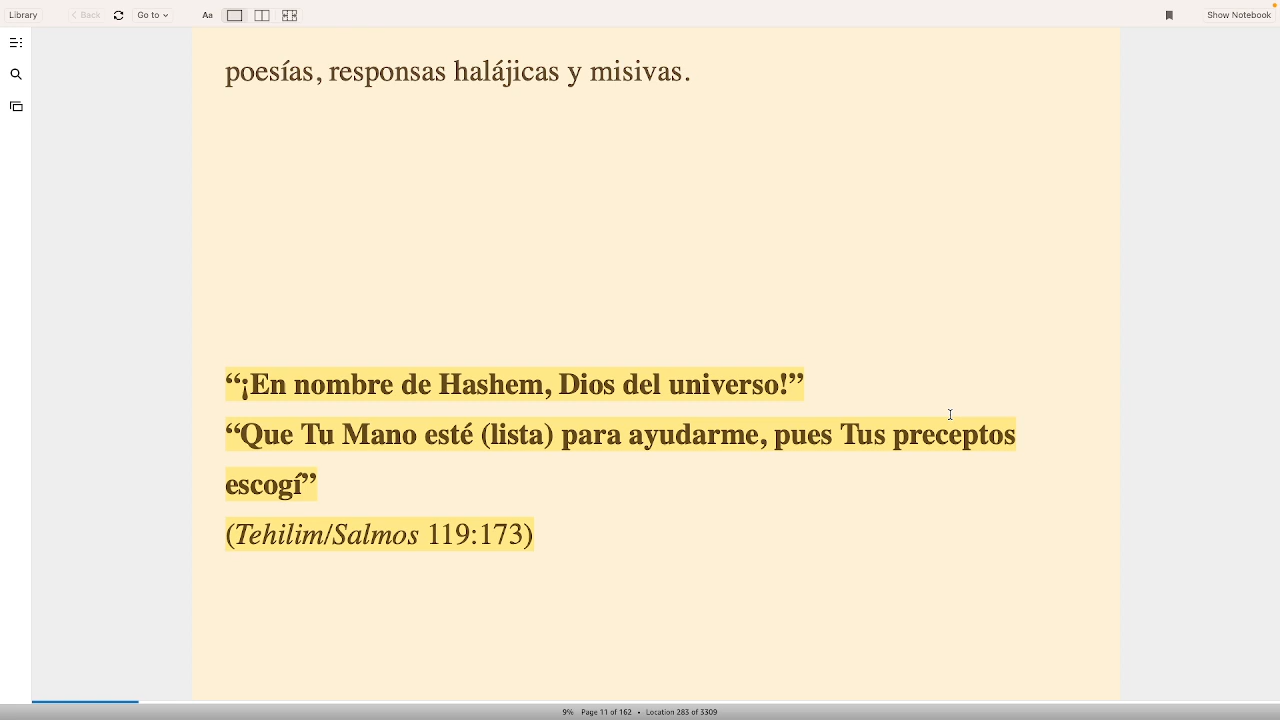 Library
Back
Go to
Aa
Show Notebook
poesías, responsas halájicas y misivas.
“¡En nombre de Hashem, Dios del universo!”
“Que Tu Mano esté (lista) para ayudarme, pues Tus preceptos
escogí”
(Tehilim/Salmos 119:173)
9% Page 11 of 162 • Location 283 of 3309